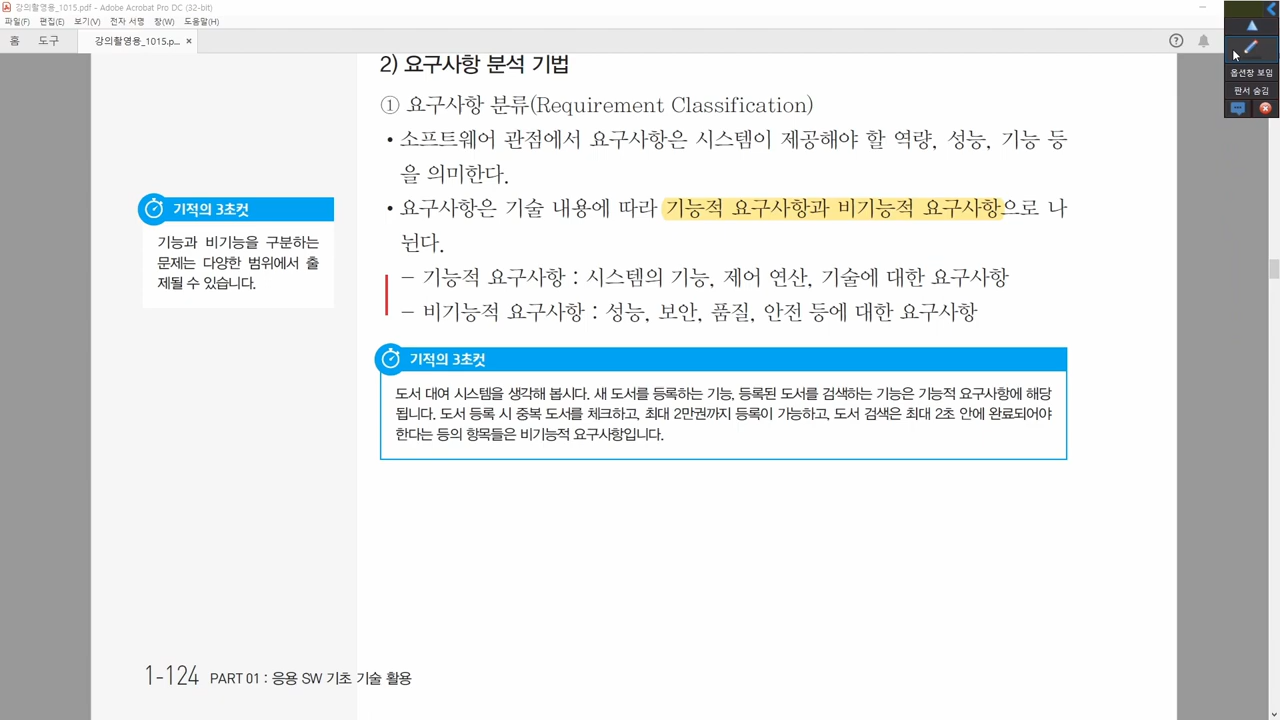 강의촬영용_1015.pdf - Adobe Acrobat Pro DC (32-bit)
파일(F) 편집(E) 보기(V) 전자 서명 창(W) 도움말(H)
홈 도구 강의촬영용_1015.p... ×
옵션창 보임
판서 숨김
2) 요구사항 분석 기법
① 요구사항 분류(Requirement Classification)
• 소프트웨어 관점에서 요구사항은 시스템이 제공해야 할 역량, 성능, 기능 등
을 의미한다.
• 요구사항은 기술 내용에 따라 기능적 요구사항과 비기능적 요구사항으로 나
뉜다.
- 기능적 요구사항 : 시스템의 기능, 제어 연산, 기술에 대한 요구사항
- 비기능적 요구사항 : 성능, 보안, 품질, 안전 등에 대한 요구사항
기적의 3초컷
기능과 비기능을 구분하는
문제는 다양한 범위에서 출
제될 수 있습니다.
기적의 3초컷
도서 대여 시스템을 생각해 봅시다. 새 도서를 등록하는 기능, 등록된 도서를 검색하는 기능은 기능적 요구사항에 해당
됩니다. 도서 등록 시 중복 도서를 체크하고, 최대 2만권까지 등록이 가능하고, 도서 검색은 최대 2초 안에 완료되어야
한다는 등의 항목들은 비기능적 요구사항입니다.
1-124 PART 01 : 응용 SW 기초 기술 활용